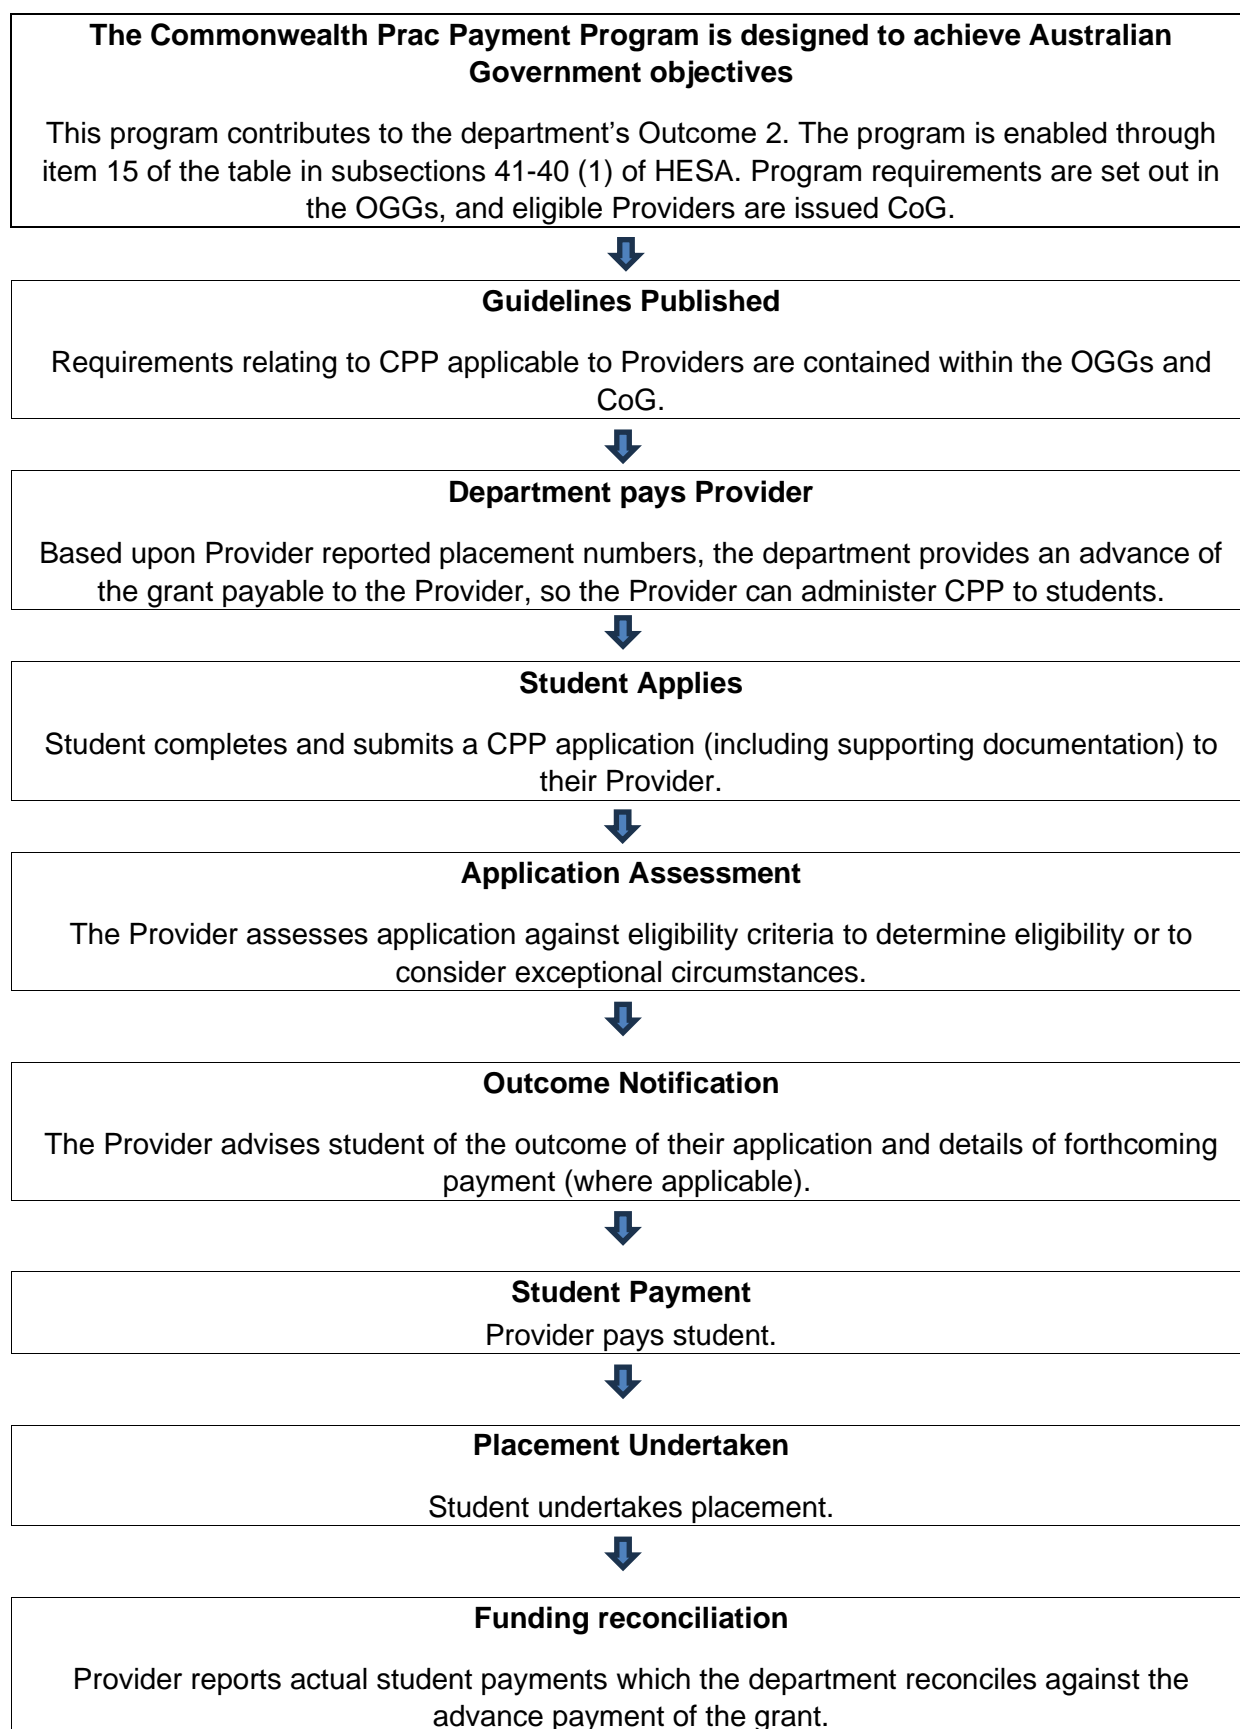 The Commonwealth Prac Payment Program is designed to achieve Australian
Government objectives
This program contributes to the department’s Outcome 2. The program is enabled through
item 15 of the table in subsections 41-40 (1) of HESA. Program requirements are set out in
the OGGs, and eligible Providers are issued CoG.
Guidelines Published
Requirements relating to CPP applicable to Providers are contained within the OGGs and
CoG.
Department pays Provider
Based upon Provider reported placement numbers, the department provides an advance of
the grant payable to the Provider, so the Provider can administer CPP to students.
Student Applies
Student completes and submits a CPP application (including supporting documentation) to
their Provider.
Application Assessment
The Provider assesses application against eligibility criteria to determine eligibility or to
consider exceptional circumstances.
Outcome Notification
The Provider advises student of the outcome of their application and details of forthcoming
payment (where applicable).
Student Payment
Provider pays student.
Placement Undertaken
Student undertakes placement.
Funding reconciliation
Provider reports actual student payments which the department reconciles against the
advance payment of the grant.